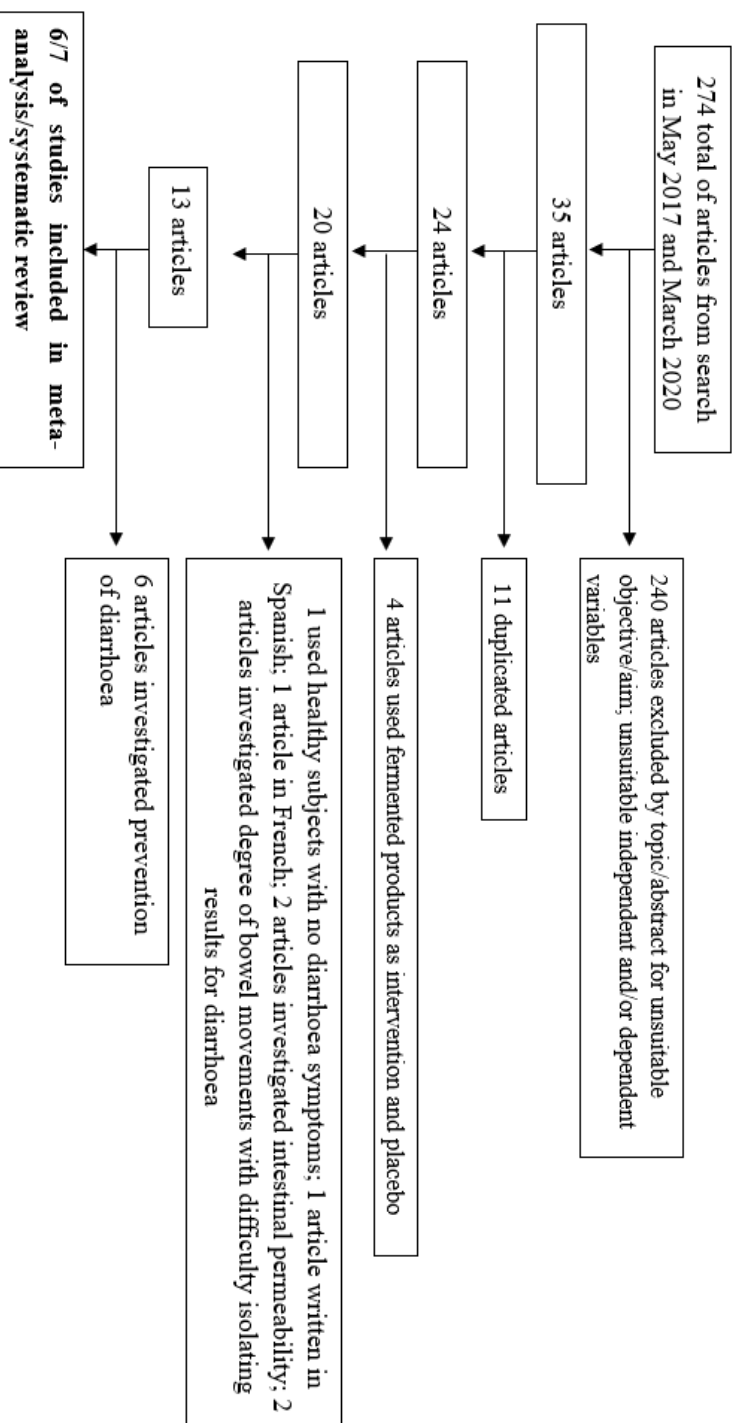 274 total of articles from search
in May 2017 and March 2020
240 articles excluded by topic/abstract for unsuitable
objective/aim; unsuitable independent and/or dependent
variables
35 articles
11 duplicated articles
24 articles
4 articles used fermented products as intervention and placebo
20 articles
1 used healthy subjects with no diarrhoea symptoms; 1 article written in
Spanish; 1 article in French; 2 articles investigated intestinal permeability; 2
articles investigated degree of bowel movements with difficulty isolating
results for diarrhoea
13 articles
6 articles investigated prevention
of diarrhoea
6/7 of studies included in meta-
analysis/systematic review